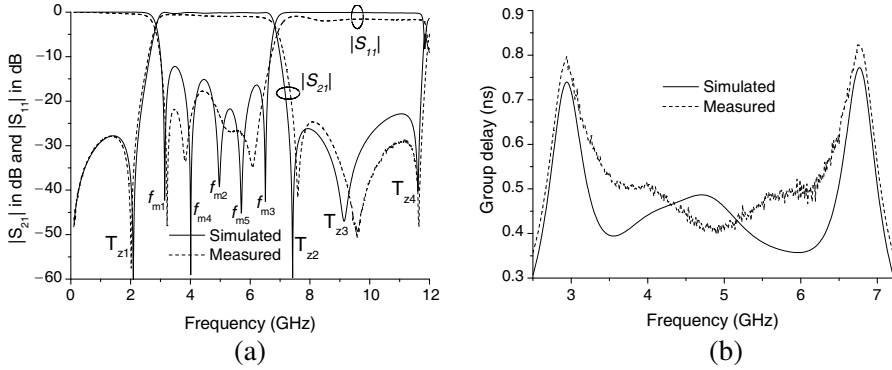 |S21| in dB and |S11| in dB
0
−10
−20
−30
−40
−50
−60
0 2 4 6 8 10 12
Frequency (GHz)
|S11|
|S21|
fm1
fm4
fm2
fm5
fm3
Tz1
Tz2
Tz3
Tz4
Simulated
Measured
(a)
Group delay (ns)
0.9
0.8
0.7
0.6
0.5
0.4
0.3
3 4 5 6 7
Frequency (GHz)
Simulated
Measured
(b)